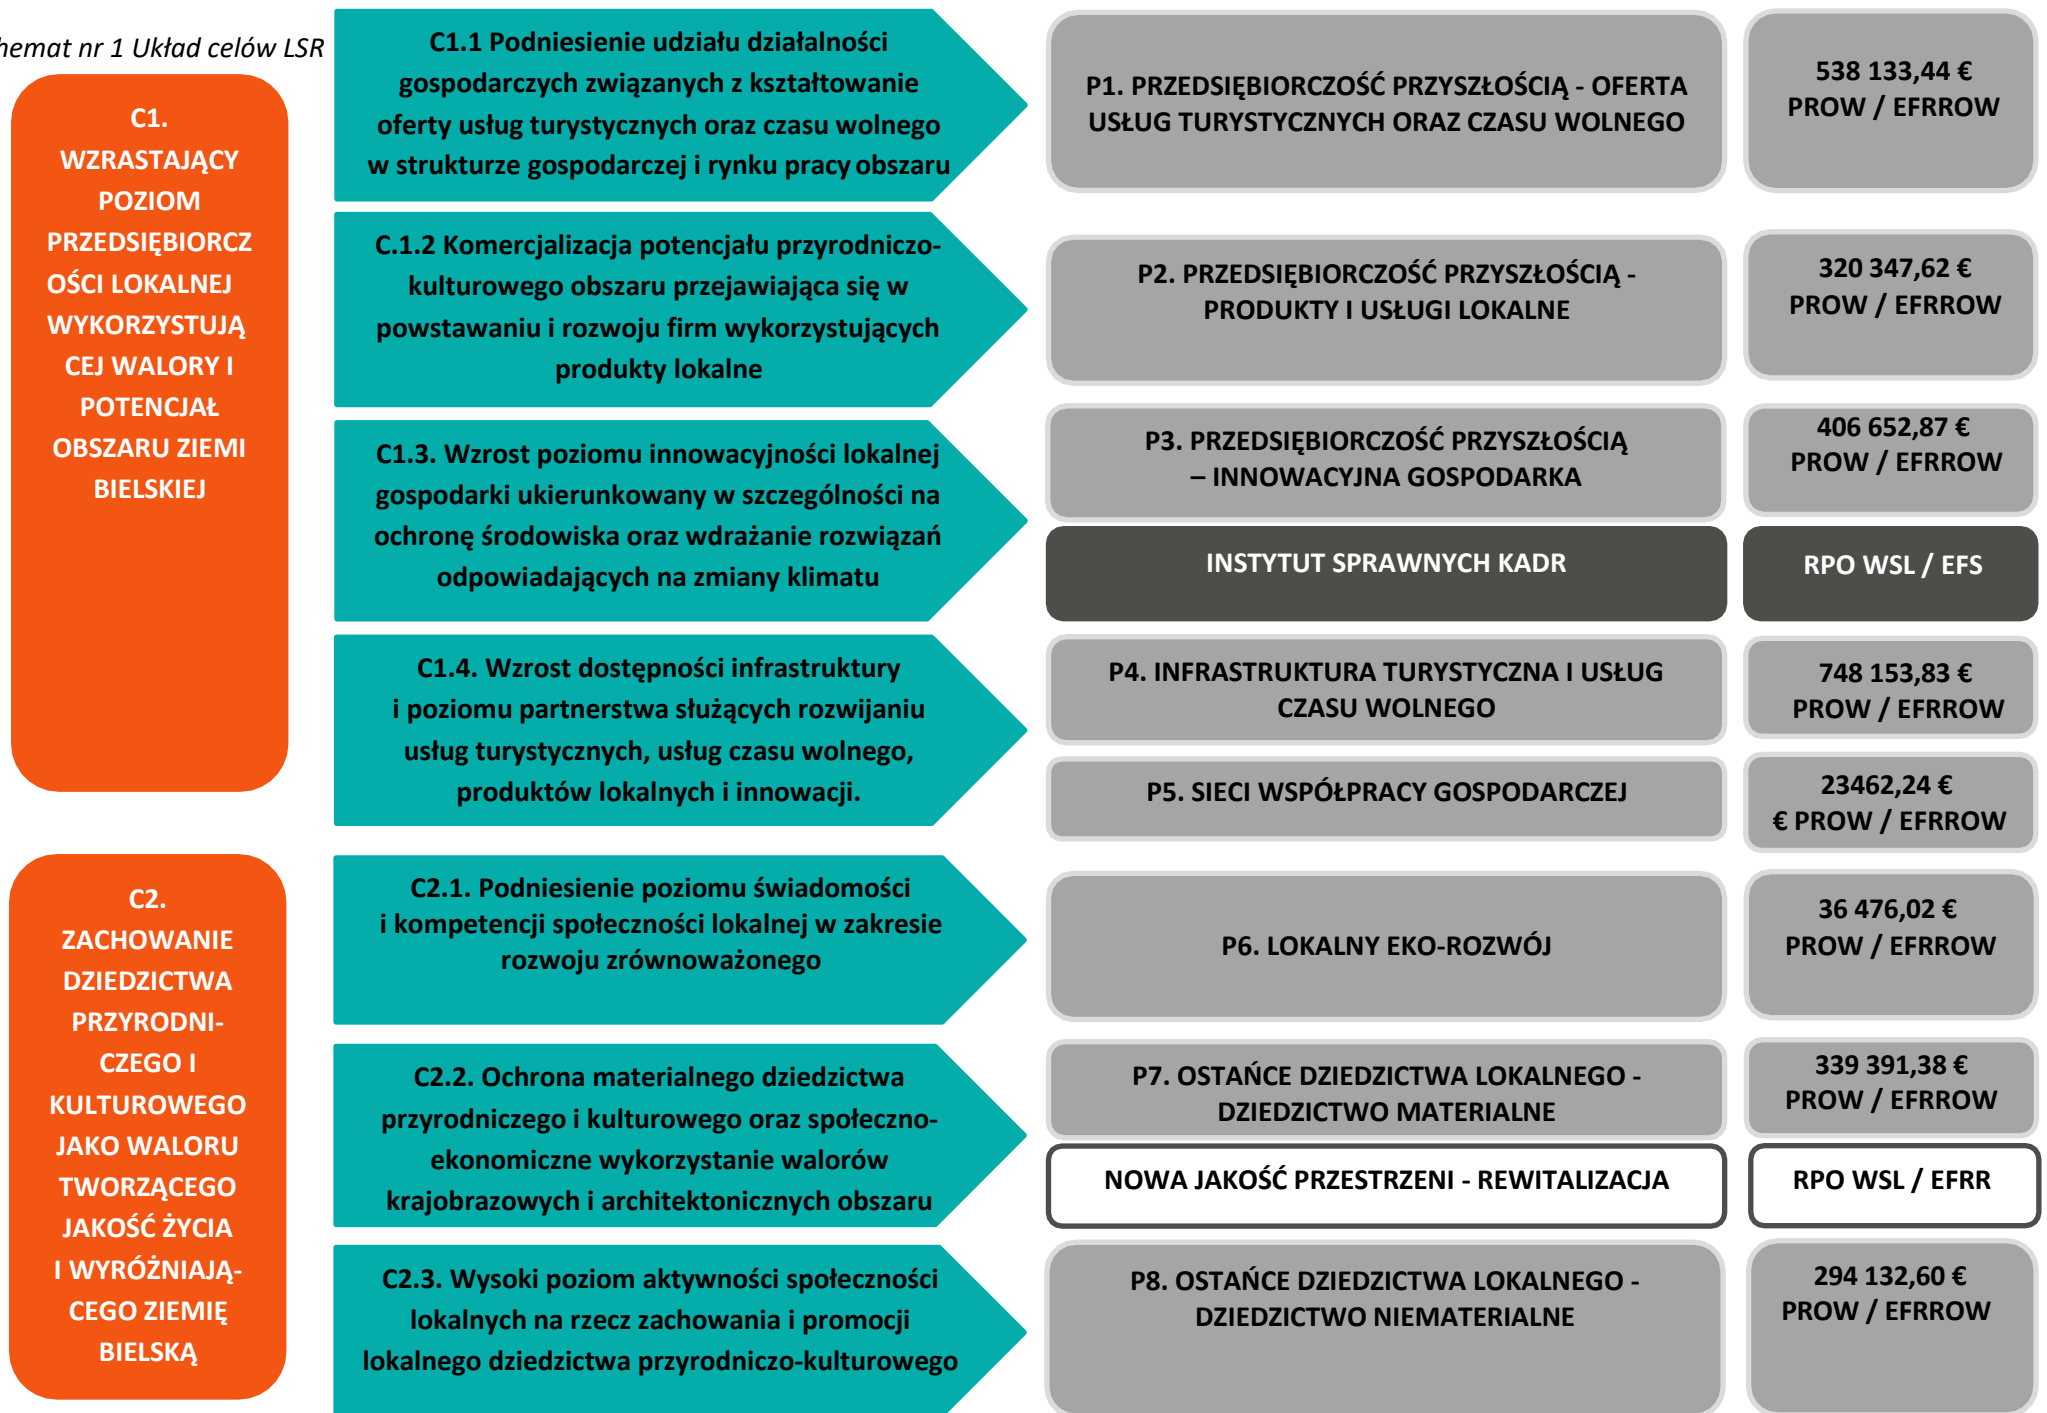 hemat nr 1 Układ celów LSR
C1.
WZRASTAJĄCY
POZIOM
PRZEDSIĘBIORCZ
OŚCI LOKALNEJ
WYKORZYSTUJĄ
CEJ WALORY I
POTENCJAŁ
OBSZARU ZIEMI
BIELSKIEJ
C1.1 Podniesienie udziału działalności
gospodarczych związanych z kształtowanie
oferty usług turystycznych oraz czasu wolnego
w strukturze gospodarczej i rynku pracy obszaru
P1. PRZEDSIĘBIORCZOŚĆ PRZYSZŁOŚCIĄ - OFERTA
USŁUG TURYSTYCZNYCH ORAZ CZASU WOLNEGO
538 133,44 €
PROW / EFRROW
C.1.2 Komercjalizacja potencjału przyrodniczo-
kulturowego obszaru przejawiająca się w
powstawaniu i rozwoju firm wykorzystujących
produkty lokalne
P2. PRZEDSIĘBIORCZOŚĆ PRZYSZŁOŚCIĄ -
PRODUKTY I USŁUGI LOKALNE
320 347,62 €
PROW / EFRROW
C1.3. Wzrost poziomu innowacyjności lokalnej
gospodarki ukierunkowany w szczególności na
ochronę środowiska oraz wdrażanie rozwiązań
odpowiadających na zmiany klimatu
P3. PRZEDSIĘBIORCZOŚĆ PRZYSZŁOŚCIĄ
– INNOWACYJNA GOSPODARKA
406 652,87 €
PROW / EFRROW
INSTYTUT SPRAWNYCH KADR
RPO WSL / EFS
C1.4. Wzrost dostępności infrastruktury
i poziomu partnerstwa służących rozwijaniu
usług turystycznych, usług czasu wolnego,
produktów lokalnych i innowacji.
P4. INFRASTRUKTURA TURYSTYCZNA I USŁUG
CZASU WOLNEGO
748 153,83 €
PROW / EFRROW
P5. SIECI WSPÓŁPRACY GOSPODARCZEJ
23462,24 €
€ PROW / EFRROW
C2.
ZACHOWANIE
DZIEDZICTWA
PRZYRODNI-
CZEGO I
KULTUROWEGO
JAKO WALORU
TWORZĄCEGO
JAKOŚĆ ŻYCIA
I WYRÓŻNIAJĄ-
CEGO ZIEMIĘ
BIELSKĄ
C2.1. Podniesienie poziomu świadomości
i kompetencji społeczności lokalnej w zakresie
rozwoju zrównoważonego
P6. LOKALNY EKO-ROZWÓJ
36 476,02 €
PROW / EFRROW
C2.2. Ochrona materialnego dziedzictwa
przyrodniczego i kulturowego oraz społeczno-
ekonomiczne wykorzystanie walorów
krajobrazowych i architektonicznych obszaru
P7. OSTAŃCE DZIEDZICTWA LOKALNEGO -
DZIEDZICTWO MATERIALNE
339 391,38 €
PROW / EFRROW
NOWA JAKOŚĆ PRZESTRZENI - REWITALIZACJA
RPO WSL / EFRR
C2.3. Wysoki poziom aktywności społeczności
lokalnych na rzecz zachowania i promocji
lokalnego dziedzictwa przyrodniczo-kulturowego
P8. OSTAŃCE DZIEDZICTWA LOKALNEGO -
DZIEDZICTWO NIEMATERIALNE
294 132,60 €
PROW / EFRROW